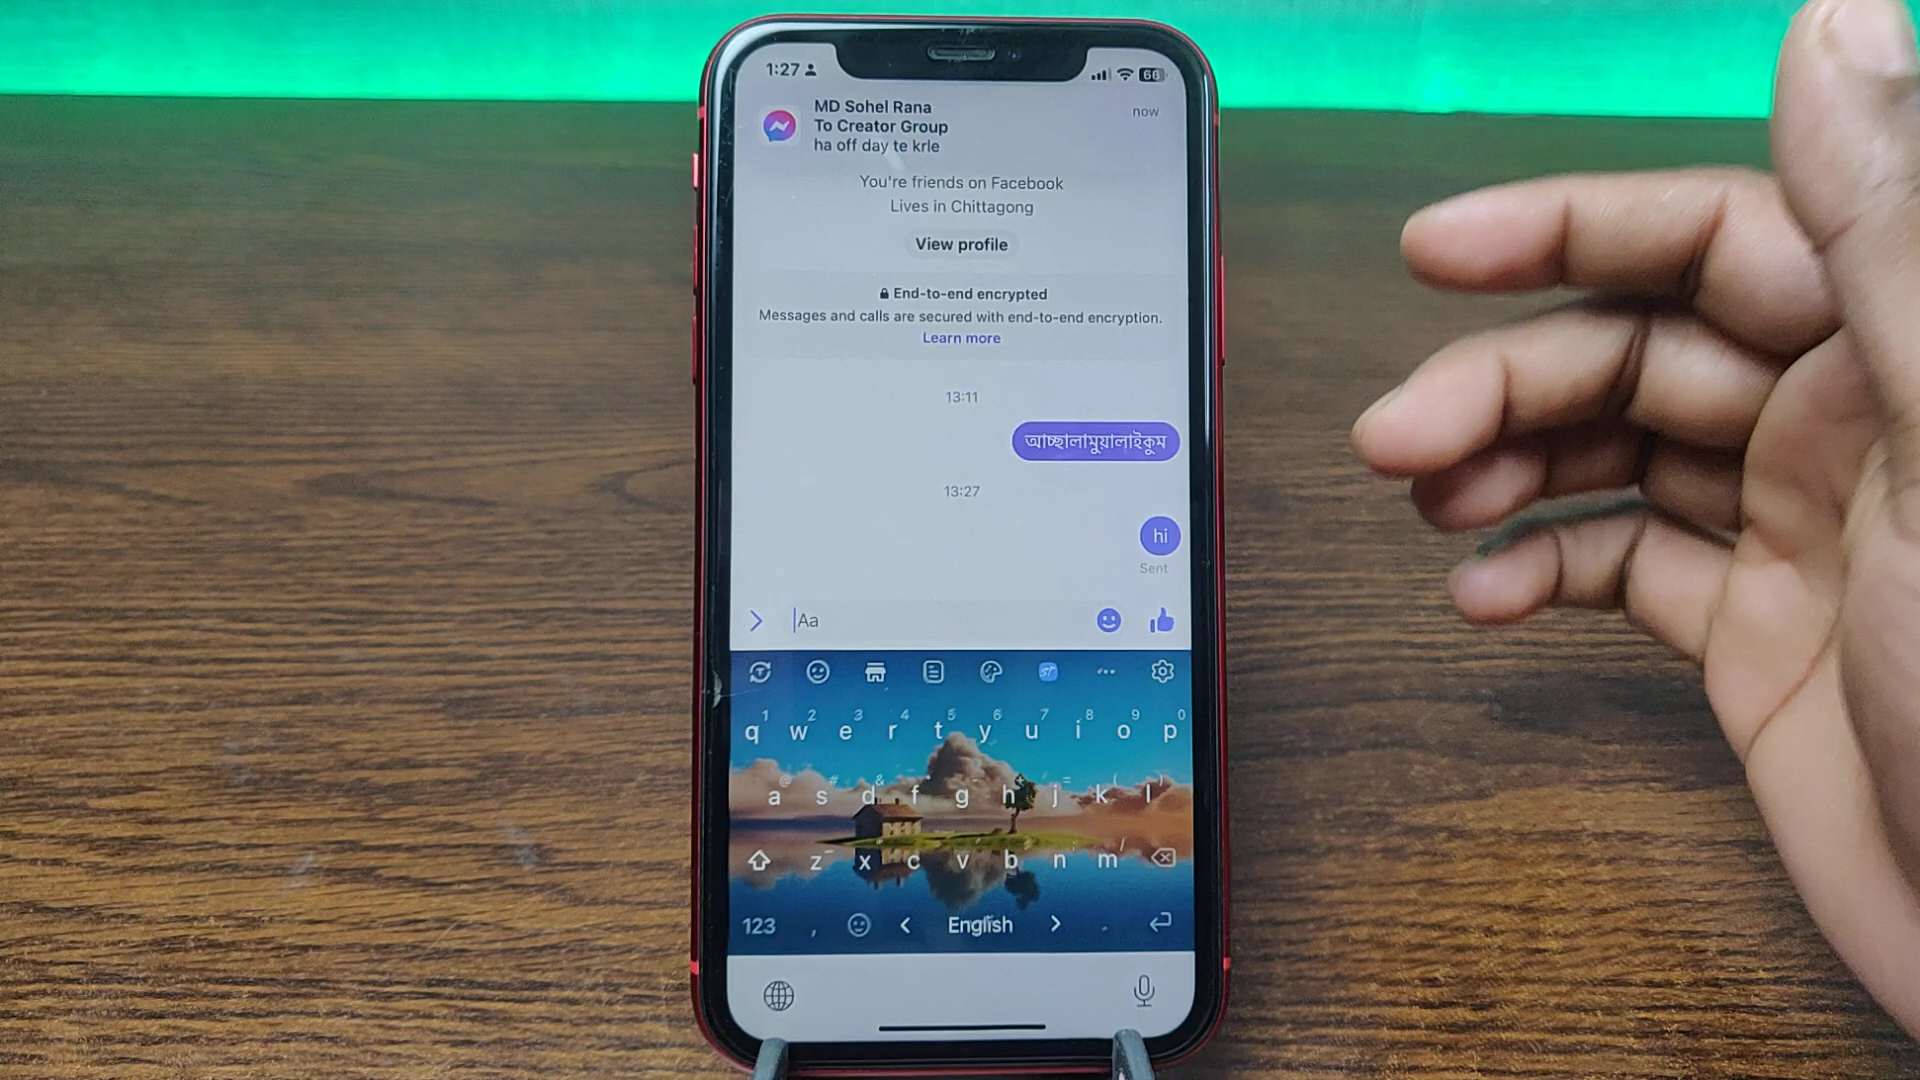 1:27
66
MD Sohel Rana
now
To Creator Group
ha off day te krle
You're friends on Facebook
Lives in Chittagong
View profile
End-to-end encrypted
Messages and calls are secured with end-to-end encryption.
Learn more
13:11
আচ্ছালামুয়ালাইকুম
13:27
hi
Sent
Aa
1 2 3 4 5 6 7 8 9 0
q w e r t y u i o p
@ # & * - + = ( )
a s d f g h j k l
z x c v b n m /
123 , < English > .